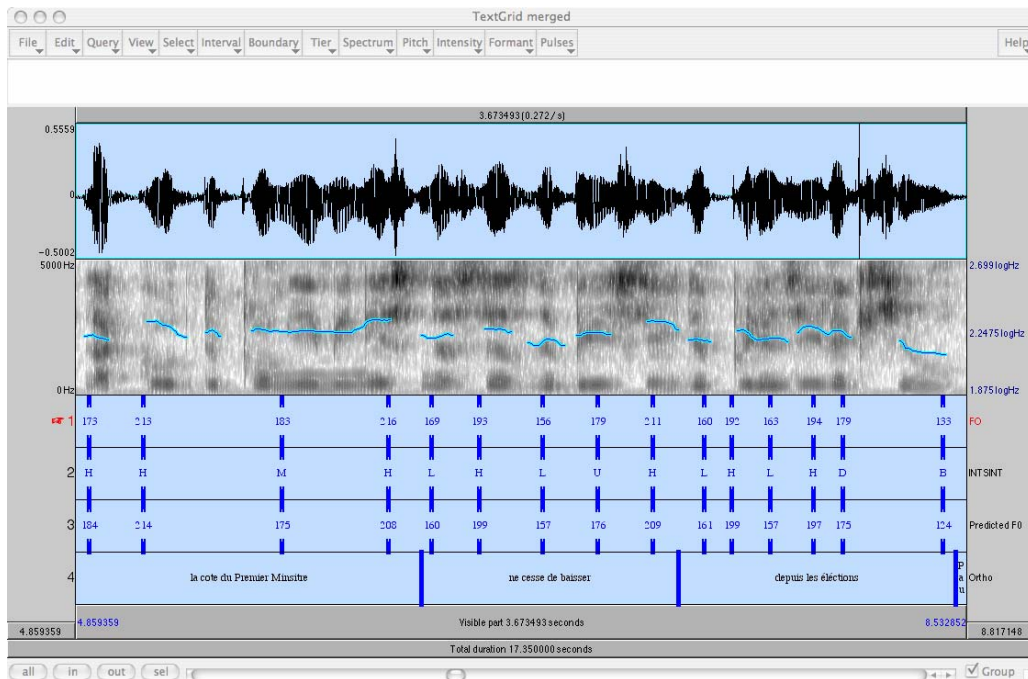 TextGrid merged
File Edit Query View Select Interval Boundary Tier Spectrum Pitch Intensity Formant Pulses Help
3.673493 (0.272 / s)
0.5559
0
-0.5002
5000 Hz 2.699 logHz
2.2475 logHz
0 Hz 1.875 logHz
1 173 213 183 216 169 193 156 179 211 160 192 163 194 179 133 F0
2 H H M H L H L U H L H L H D B INTSINT
3 184 214 175 208 160 199 157 176 209 161 199 157 197 175 124 Predicted F0
4 la cote du Premier Minsitre ne cesse de baisser depuis les éléctions pau Ortho
4.859359 Visible part 3.673493 seconds 8.532852
4.859359 8.817148
Total duration 17.350000 seconds
all in out sel Group